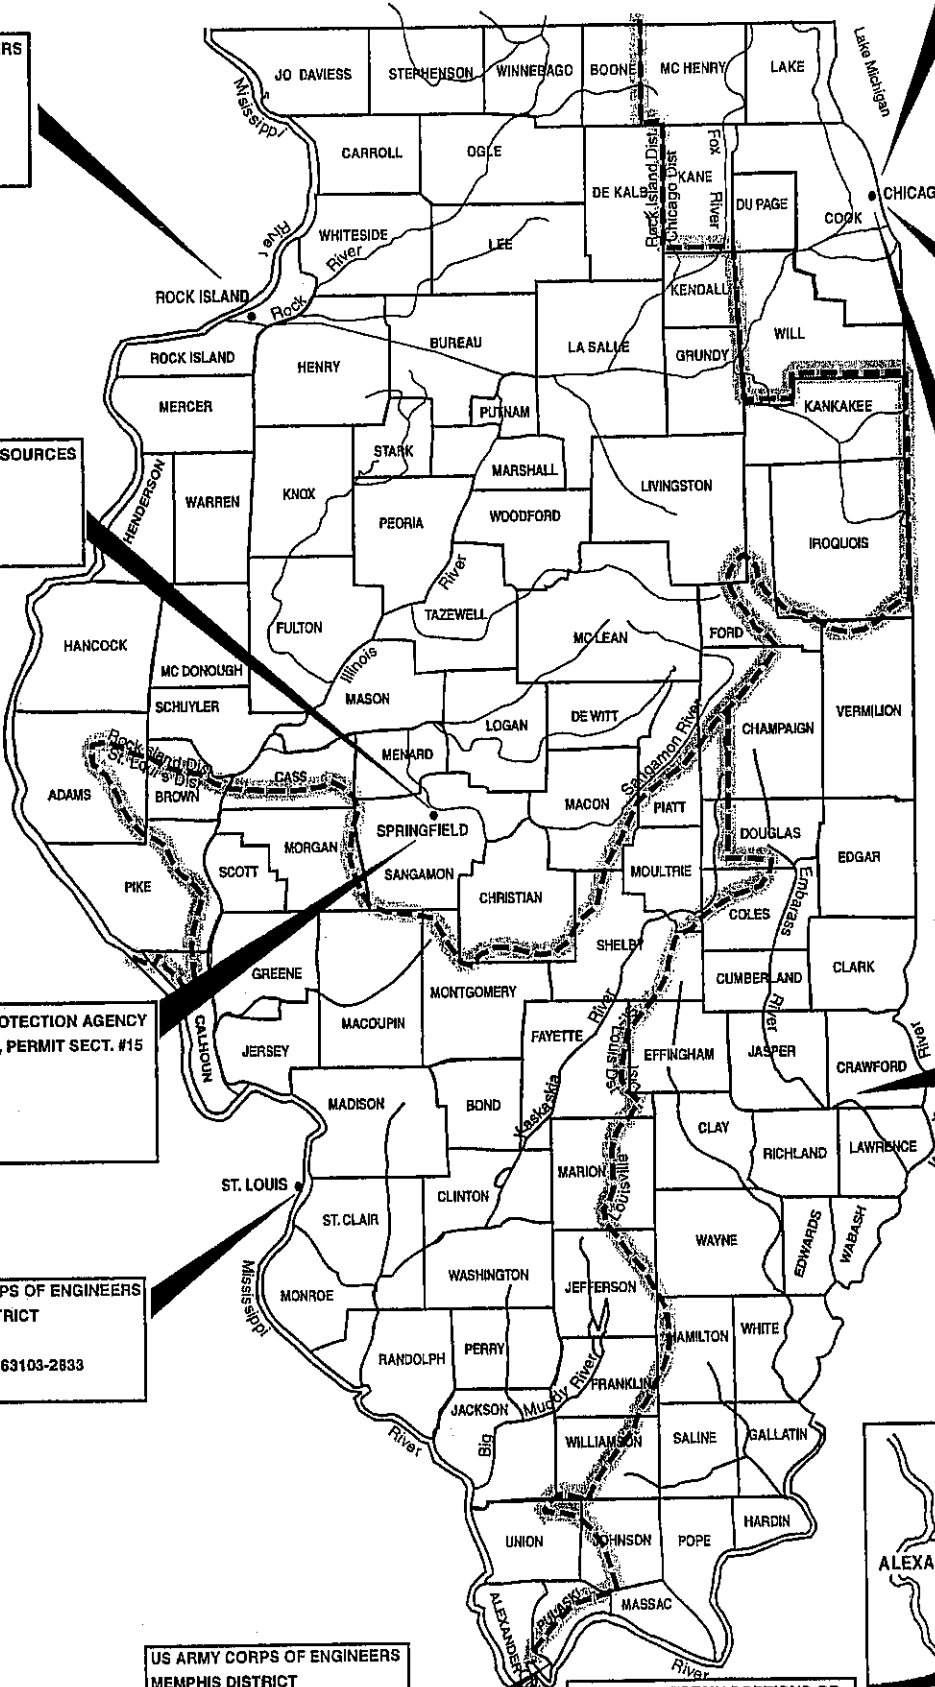 RS
JO DAVIESS
STEPHENSON
WINNEBAGO
BOONE
MC HENRY
LAKE
Lake Michigan
Mississippi
River
CARROLL
OGLE
DE KALB
Rock Island Dist.
Chicago Dist
KANE
Fox
River
DU PAGE
COOK
CHICAG
WHITESIDE
River
LEE
ROCK ISLAND
Rock
KENDALL
ROCK ISLAND
HENRY
BUREAU
LA SALLE
GRUNDY
WILL
MERCER
PUTNAM
KANKAKEE
SOURCES
STARK
MARSHALL
HENDERSON
WARREN
KNOX
PEORIA
WOODFORD
LIVINGSTON
IROQUOIS
River
HANCOCK
FULTON
TAZEWELL
MC LEAN
FORD
MC DONOUGH
Illinois
SCHUYLER
MASON
LOGAN
DE WITT
Sangamon River
CHAMPAIGN
VERMILION
Rock Island Dist
St. Louis Dist
MENARD
ADAMS
BROWN
CASS
MACON
PIATT
SPRINGFIELD
DOUGLAS
MORGAN
SCOTT
SANGAMON
MOULTRIE
EDGAR
PIKE
CHRISTIAN
COLES
Embarass
River
SHELBY
GREENE
CUMBERLAND
CLARK
MONTGOMERY
OTECTION AGENCY
, PERMIT SECT. #15
CALHOUN
MACOUPIN
FAYETTE
River
JERSEY
St. Louis Dist
EFFINGHAM
JASPER
CRAWFORD
River
MADISON
BOND
Kaskaskia
CLAY
MARION
Louisville
RICHLAND
LAWRENCE
ST. LOUIS
CLINTON
ST. CLAIR
WAYNE
EDWARDS
WABASH
PS OF ENGINEERS
TRICT
63103-2833
Mississippi
MONROE
WASHINGTON
JEFFERSON
HAMILTON
WHITE
RANDOLPH
PERRY
FRANKLIN
JACKSON
Big
Muddy River
River
WILLIAMSON
SALINE
GALLATIN
UNION
JOHNSON
POPE
HARDIN
ALEXA
ALEXANDER
PULASKI
MASSAC
River
US ARMY CORPS OF ENGINEERS
MEMPHIS DISTRICT